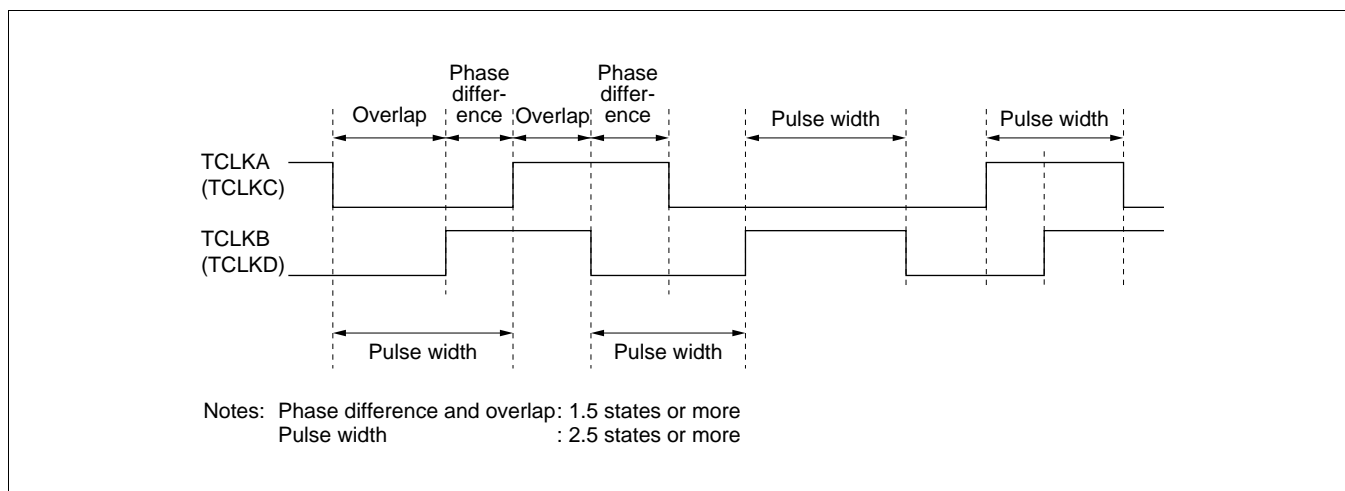 Phase
differ-
ence
Phase
differ-
ence
Overlap
Overlap
Pulse width
Pulse width
TCLKA
(TCLKC)
TCLKB
(TCLKD)
Pulse width
Pulse width
Notes: Phase difference and overlap : 1.5 states or more
Pulse width : 2.5 states or more